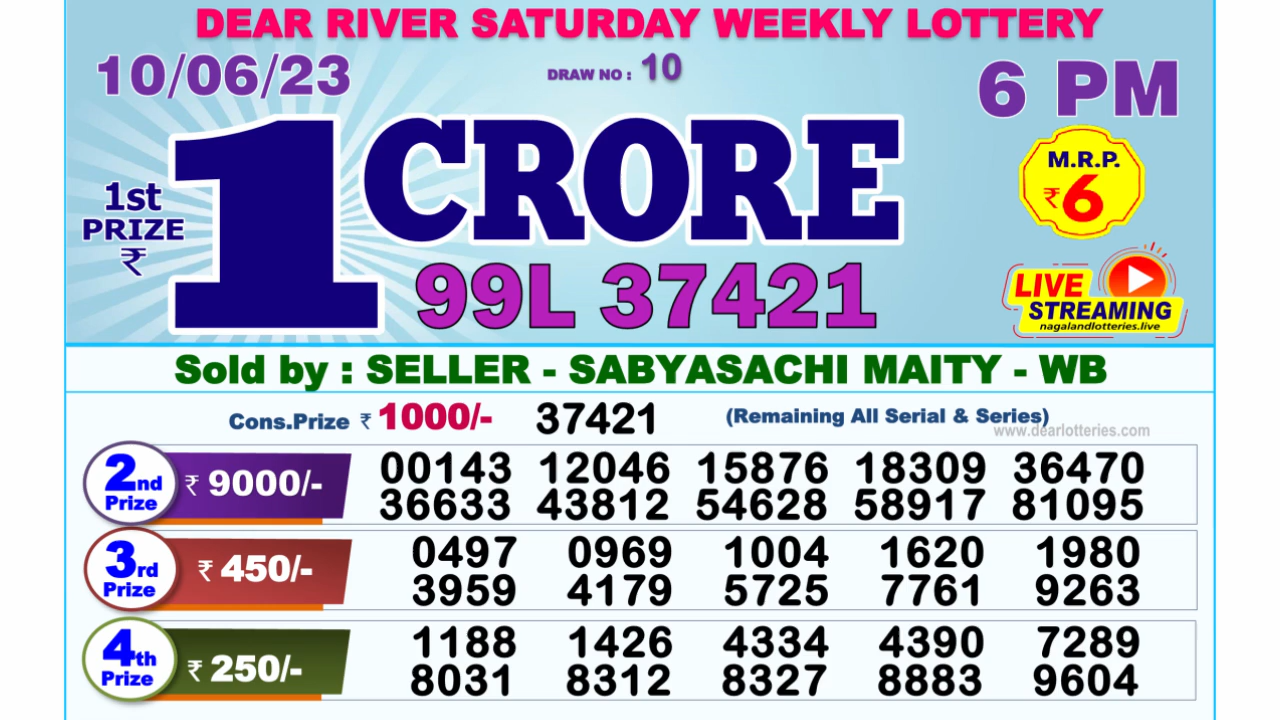 DEAR RIVER SATURDAY WEEKLY LOTTERY
10/06/23
DRAW NO : 10
6 PM
1st
PRIZE
₹
1 CRORE
M.R.P.
₹6
99L 37421
LIVE
STREAMING
nagalandlotteries.live
Sold by : SELLER - SABYASACHI MAITY - WB
Cons.Prize ₹ 1000/- 37421 (Remaining All Serial & Series)
www.dearlotteries.com
2nd
Prize
₹ 9000/-
00143 12046 15876 18309 36470
36633 43812 54628 58917 81095
3rd
Prize
₹ 450/-
0497 0969 1004 1620 1980
3959 4179 5725 7761 9263
4th
Prize
₹ 250/-
1188 1426 4334 4390 7289
8031 8312 8327 8883 9604